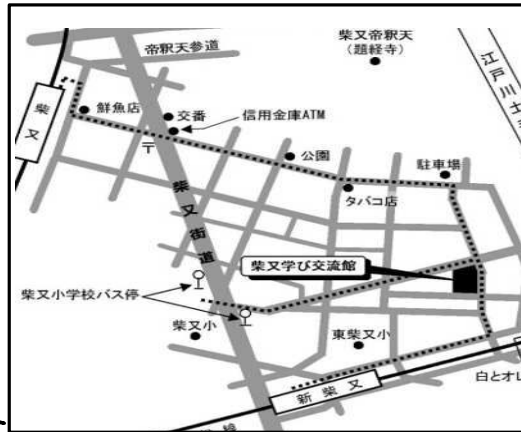 帝釈天参道
柴又帝釈天
(題経寺)
江戸川土
柴又
鮮魚店
交番
信用金庫ATM
〒
公園
駐車場
タバコ店
柴又街道
柴又学び交流館
柴又小学校バス停
柴又小
東柴又小
新柴又
白とオレ
線